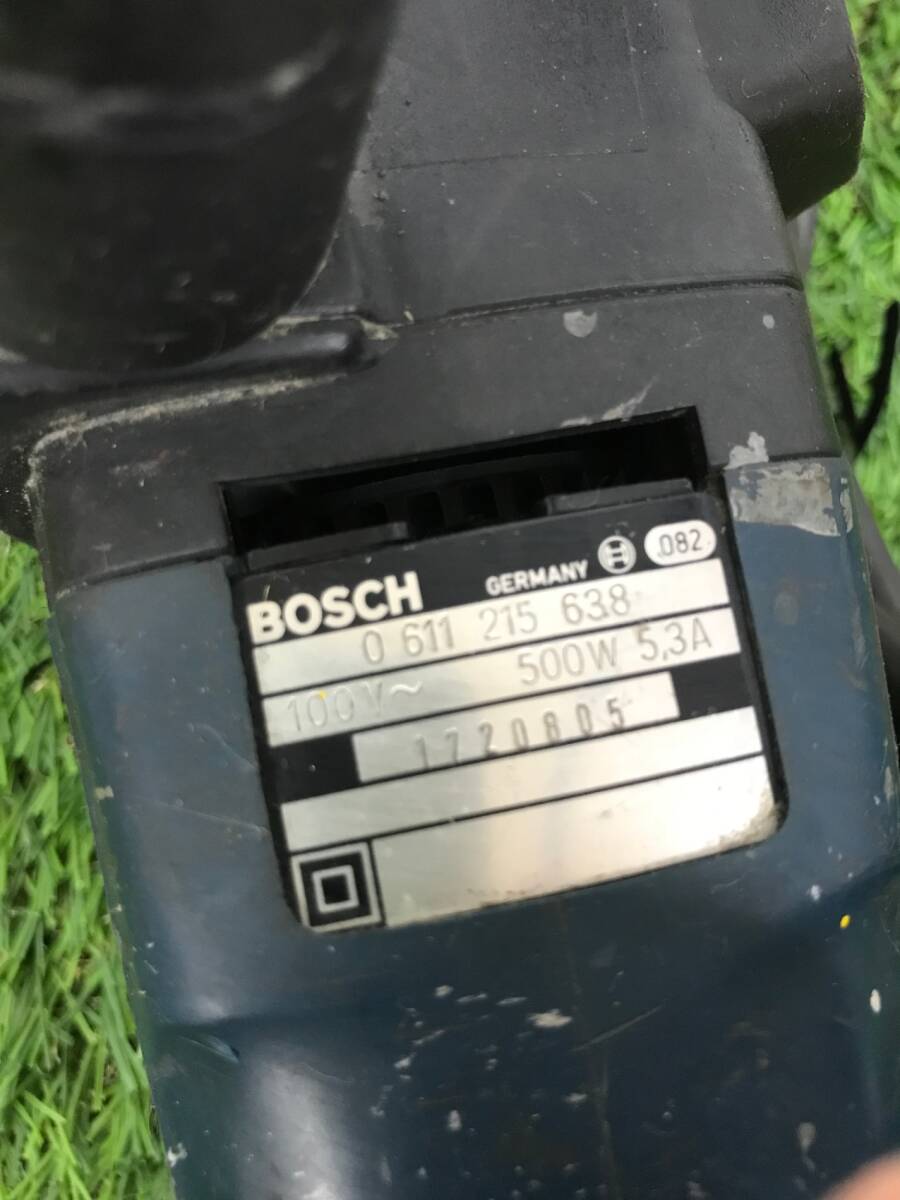 BOSCH GERMANY .082
0 611 215 638
100V~ 500W 5,3A
1720805